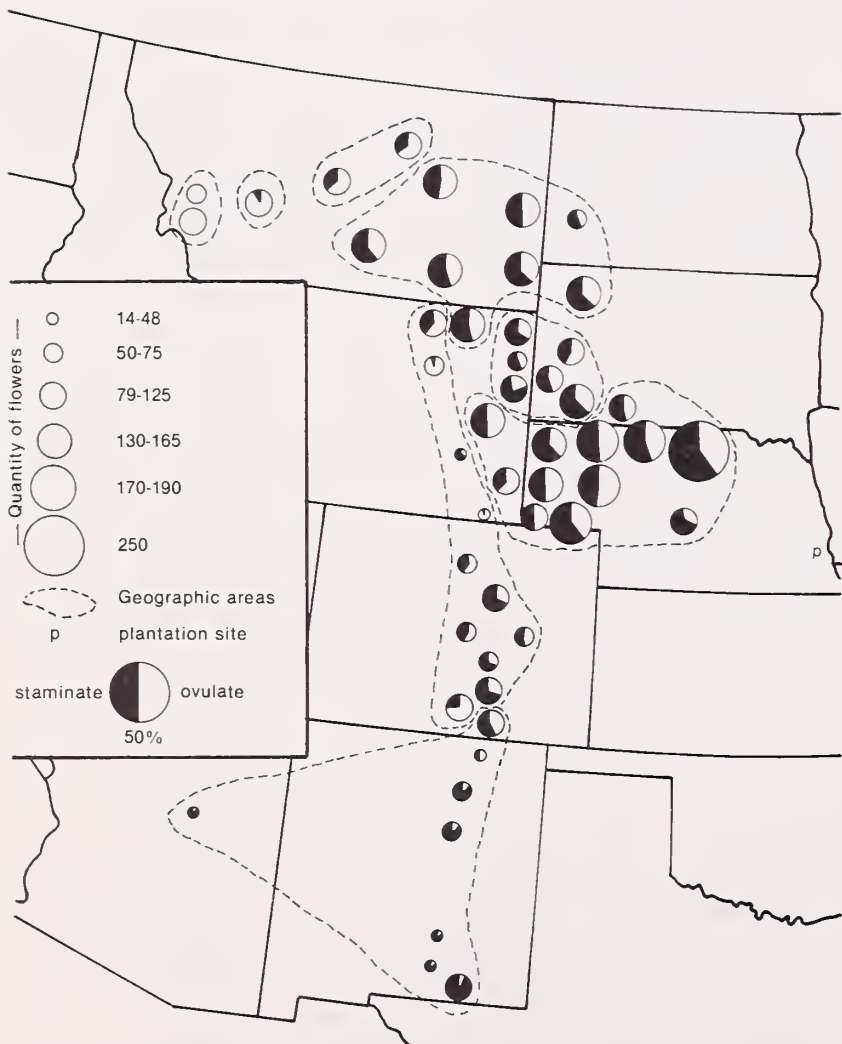 Quantity of flowers
14-48
50-75
79-125
130-165
170-190
250
Geographic areas
p plantation site
staminate ovulate
50%
p